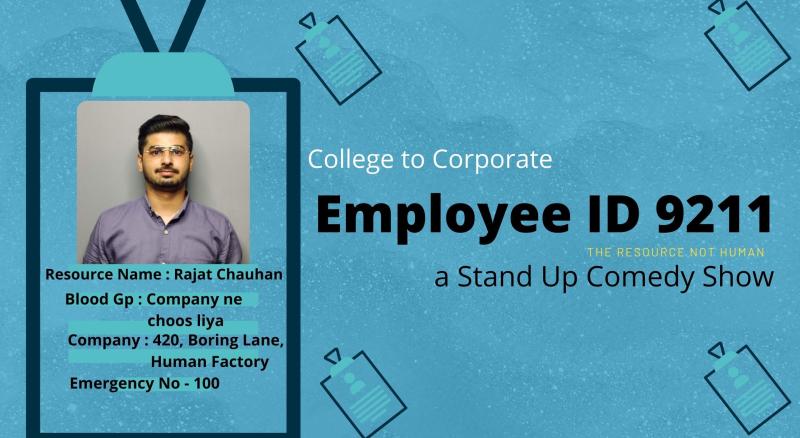 Resource Name : Rajat Chauhan
Blood Gp : Company ne
choos liya
Company : 420, Boring Lane,
Human Factory
Emergency No - 100
College to Corporate
Employee ID 9211
THE RESOURCE NOT HUMAN
a Stand Up Comedy Show